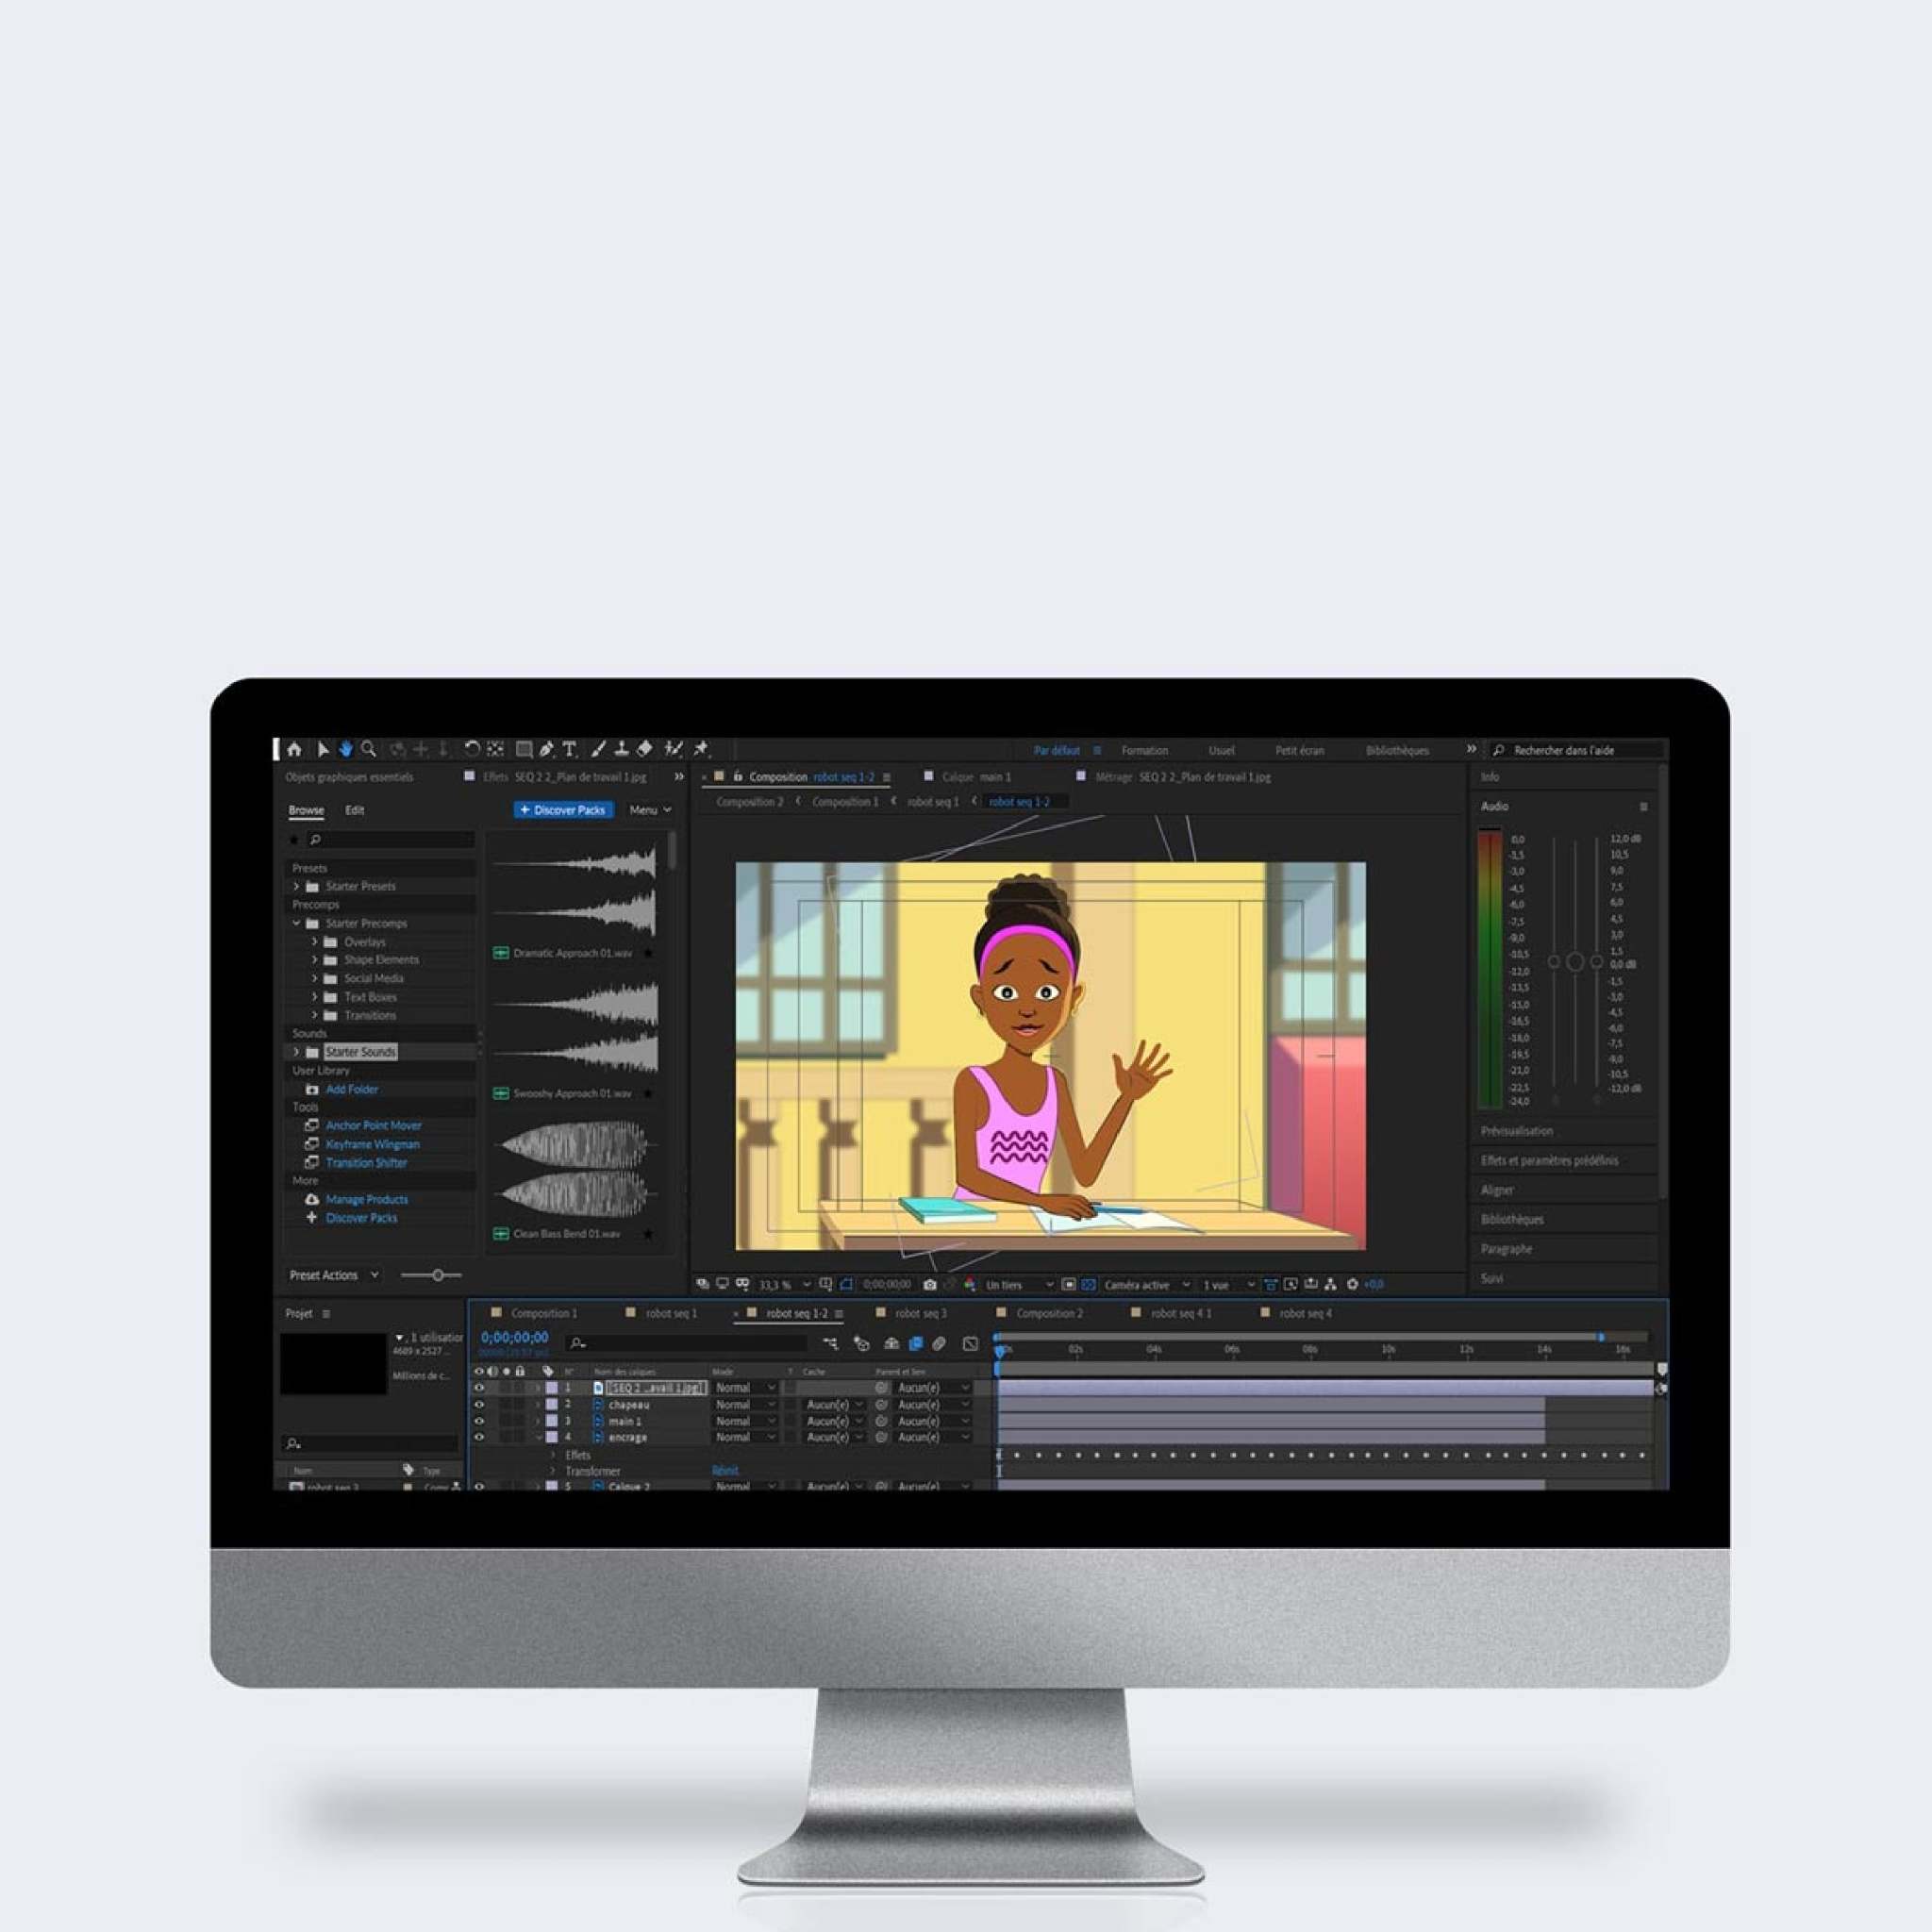 Par défaut
Formation
Usuel
Petit écran
Bibliothèques
Rechercher dans l'aide
Objets graphiques essentiels
Effets SEQ 2 2_Plan de travail 1.jpg
Composition robot seq 1-2
Calque main 1
Métrage SEQ 2 2_Plan de travail 1.jpg
Info
Browse
Edit
+ Discover Packs
Menu
Composition 2
Composition 1
robot seq 1
robot seq 1-2
Audio
Presets
Starter Presets
Precomps
Starter Precomps
Overlays
Shape Elements
Social Media
Text Boxes
Transitions
Sounds
Starter Sounds
User Library
Add Folder
Tools
Anchor Point Mover
Keyframe Wingman
Transition Shifter
More
Manage Products
Discover Packs
Preset Actions
Dramatic Approach 01.wav
Swooshy Approach 01.wav
Clean Bass Bend 01.wav
0,0
-1,5
-3,0
-4,5
-6,0
-7,5
-9,0
-10,5
-12,0
-13,5
-15,0
-16,5
-18,0
-19,5
-21,0
-22,5
-24,0
12,0 dB
10,5
9,0
7,5
6,0
4,5
3,0
1,5
0,0 dB
-1,5
-3,0
-4,5
-6,0
-7,5
-9,0
-10,5
-12,0 dB
Prévisualisation
Effets et paramètres prédéfinis
Aligner
Bibliothèques
Paragraphe
Suivi
33,3 %
0;00;00;00
Un tiers
Caméra active
1 vue
+0,0
Projet
, 1 utilisation
4609 x 2527 ...
Millions de c...
Nom
Type
robot seq 3
Comp
Composition 1
robot seq 1
robot seq 1-2
robot seq 3
Composition 2
robot seq 4 1
robot seq 4
0;00;00;00
02s
04s
06s
08s
10s
12s
14s
16s
N° Nom des calques Mode T Cache Parent et lien
1 [SEQ 2 ...avail 1.jpg] Normal Aucun(e)
2 chapeau Normal Aucun(e) Aucun(e)
3 main 1 Normal Aucun(e) Aucun(e)
4 encrage Normal Aucun(e) Aucun(e)
Effets
Transformer Réinit.
5 Calque 2 Normal Aucun(e) Aucun(e)